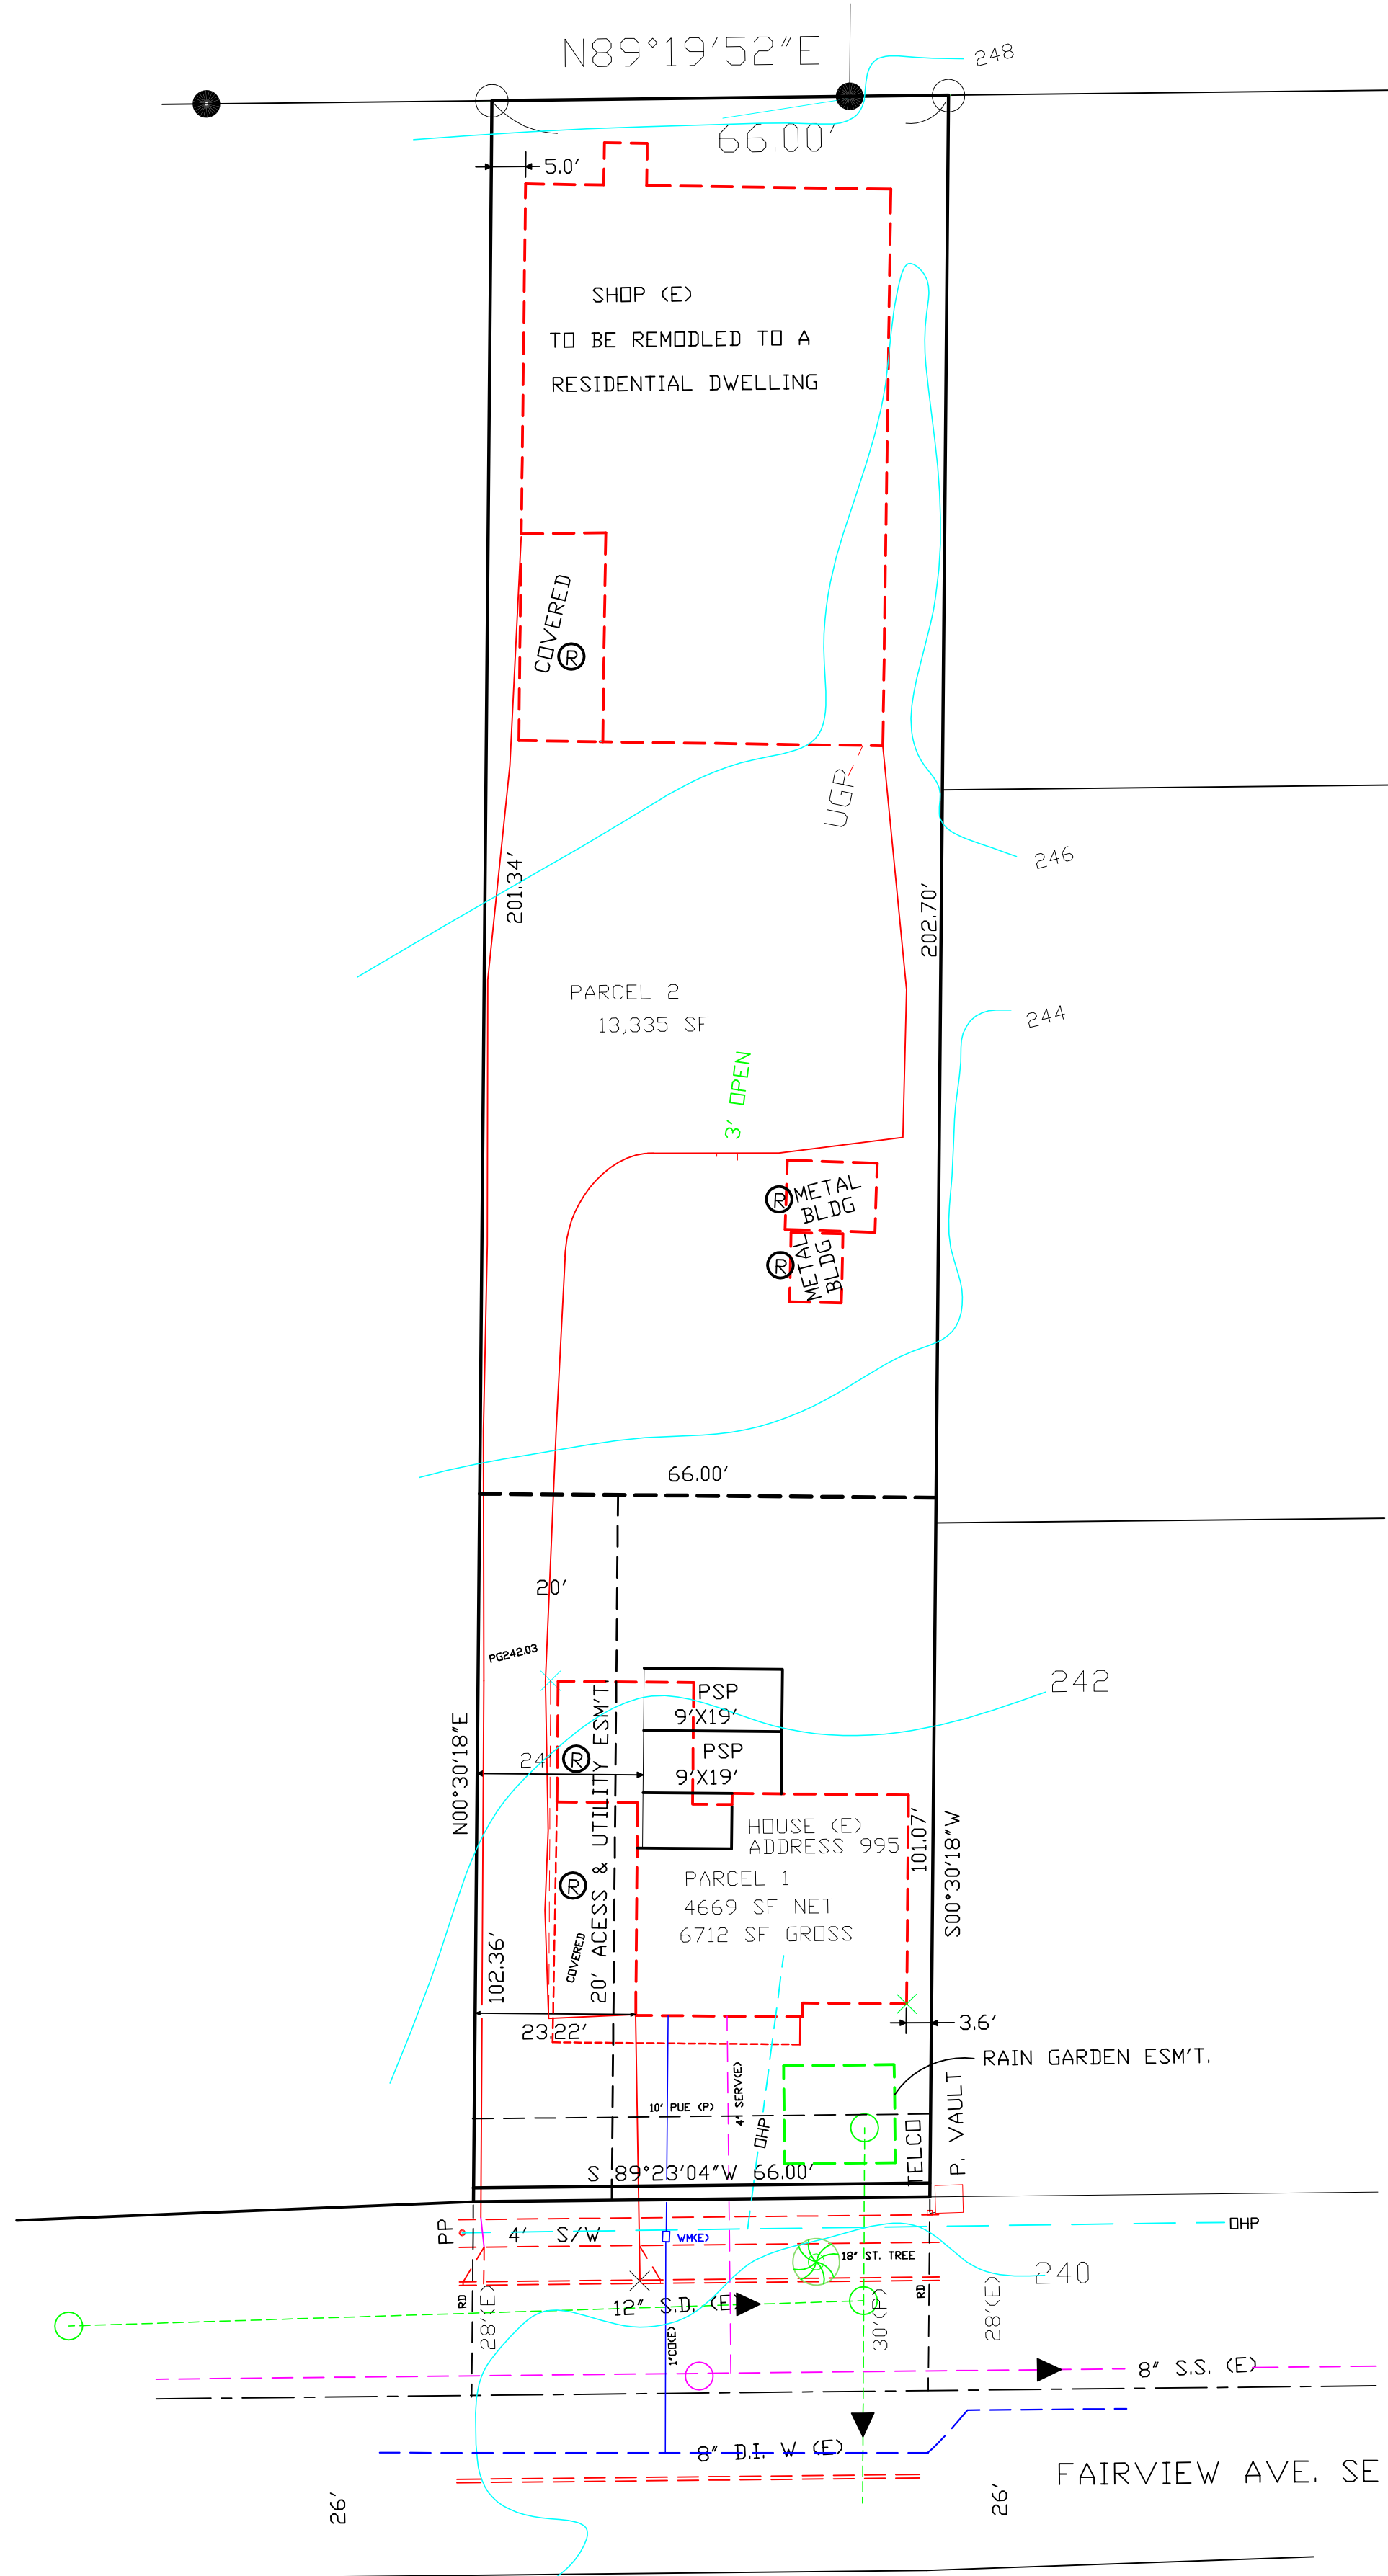 N89°19'52"E
248
66.00'
5.0'
SHOP (E)
TO BE REMODLED TO A
RESIDENTIAL DWELLING
COVERED
R
UGP
246
201.34'
202.70'
PARCEL 2
13,335 SF
244
3' OPEN
R
METAL
BLDG
R
METAL
BLDG
66.00'
20'
PG242.03
242
PSP
9'X19'
PSP
9'X19'
24'
R
N00°30'18"E
20' ACESS & UTILITY ESM'T
HOUSE (E)
ADDRESS 995
101.07'
S00°30'18"W
PARCEL 1
4669 SF NET
6712 SF GROSS
R
COVERED
102.36'
23.22'
3.6'
RAIN GARDEN ESM'T.
10' PUE (P)
4" SERV(E)
OHP
TELCO
P. VAULT
S 89°23'04"W 66.00'
PP
4' S/W
WM(E)
OHP
18" ST. TREE
240
RD
28'(E)
12" S.D. (E)
30'(P)
RD
28'(E)
1"CO(E)
8" S.S. (E)
8" D.I. W (E)
FAIRVIEW AVE. SE
26'
26'